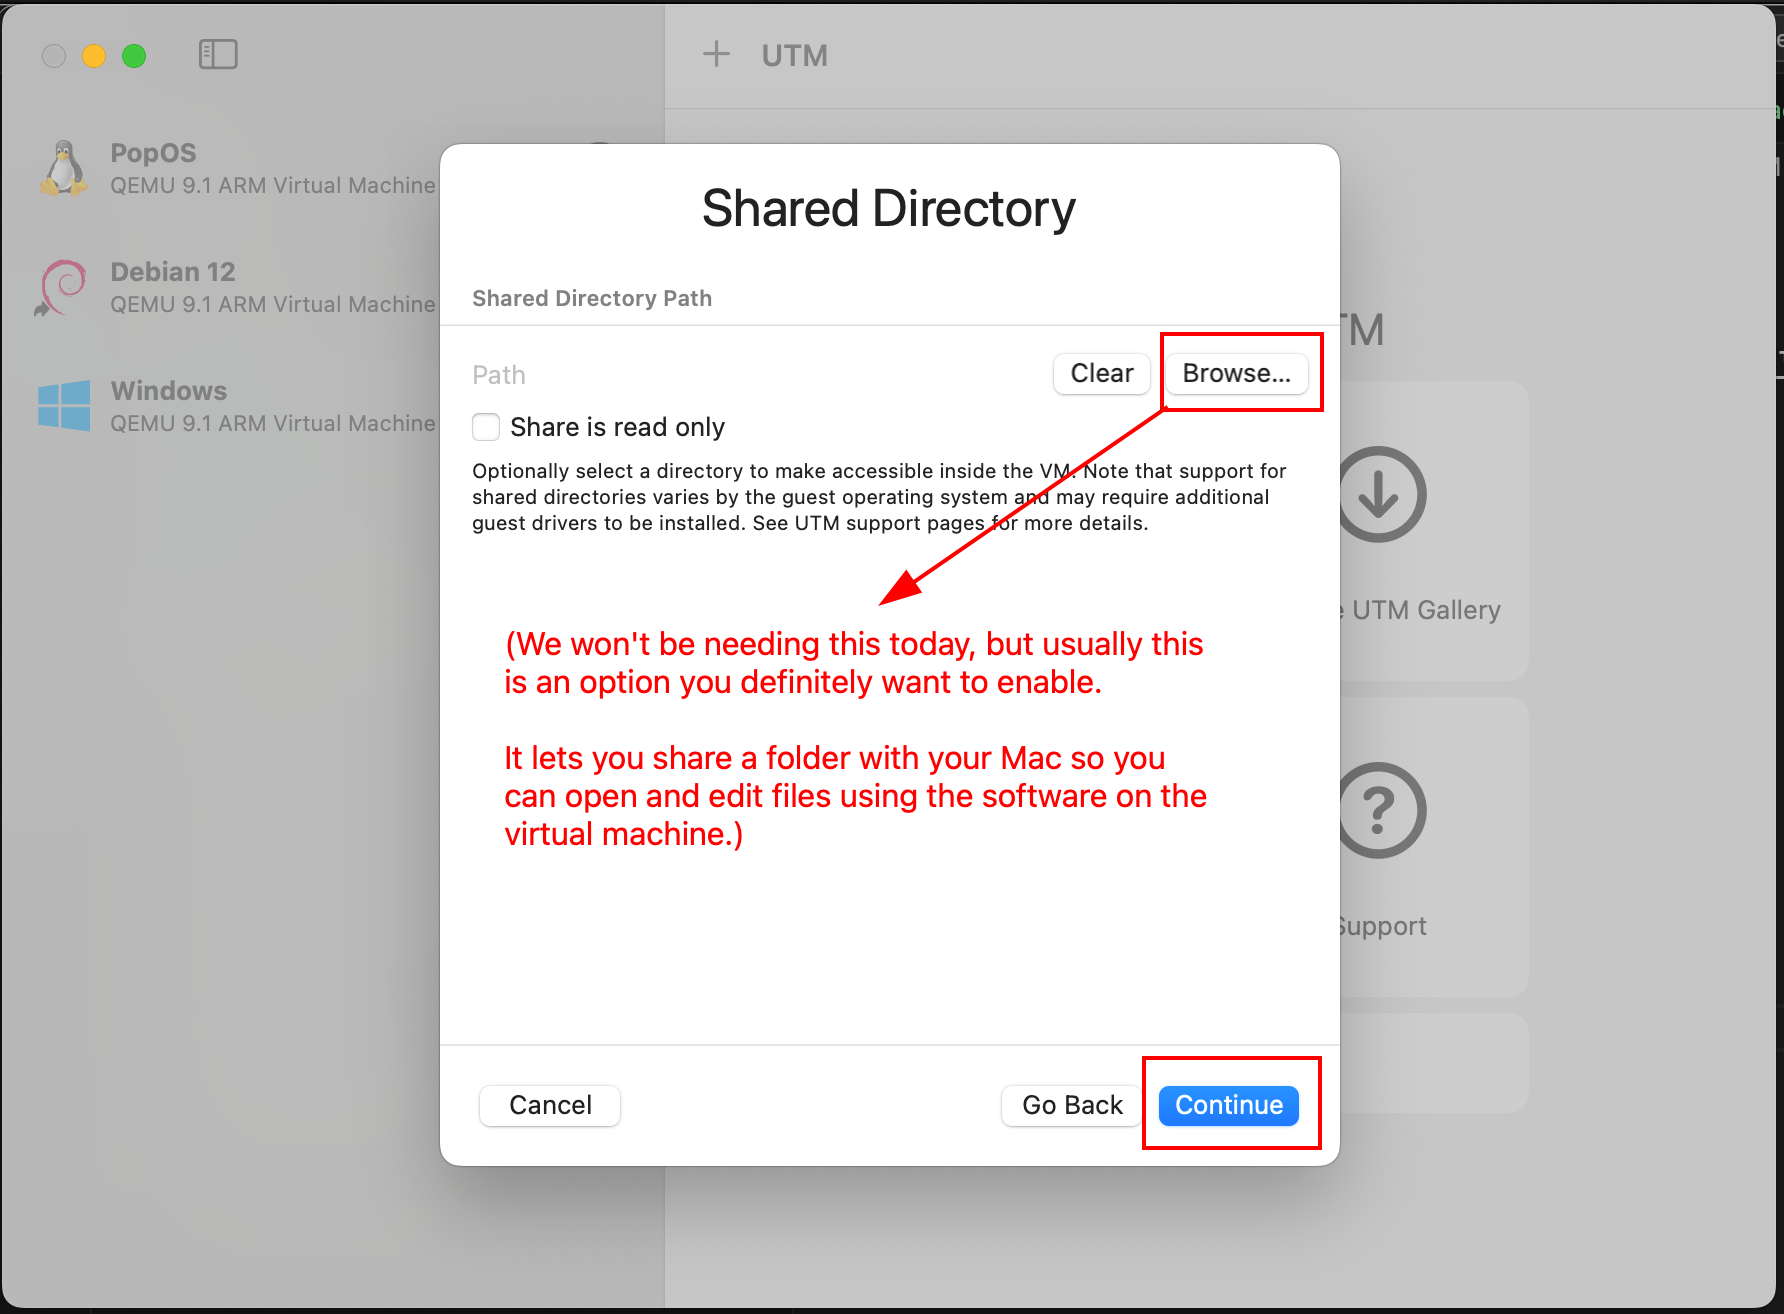 UTM
PopOS
QEMU 9.1 ARM Virtual Machine
Debian 12
QEMU 9.1 ARM Virtual Machine
Windows
QEMU 9.1 ARM Virtual Machine
Shared Directory
Shared Directory Path
Path
Clear
Browse...
Share is read only
Optionally select a directory to make accessible inside the VM. Note that support for
shared directories varies by the guest operating system and may require additional
guest drivers to be installed. See UTM support pages for more details.
(We won't be needing this today, but usually this
is an option you definitely want to enable.
It lets you share a folder with your Mac so you
can open and edit files using the software on the
virtual machine.)
Cancel
Go Back
Continue
TM
UTM Gallery
Support